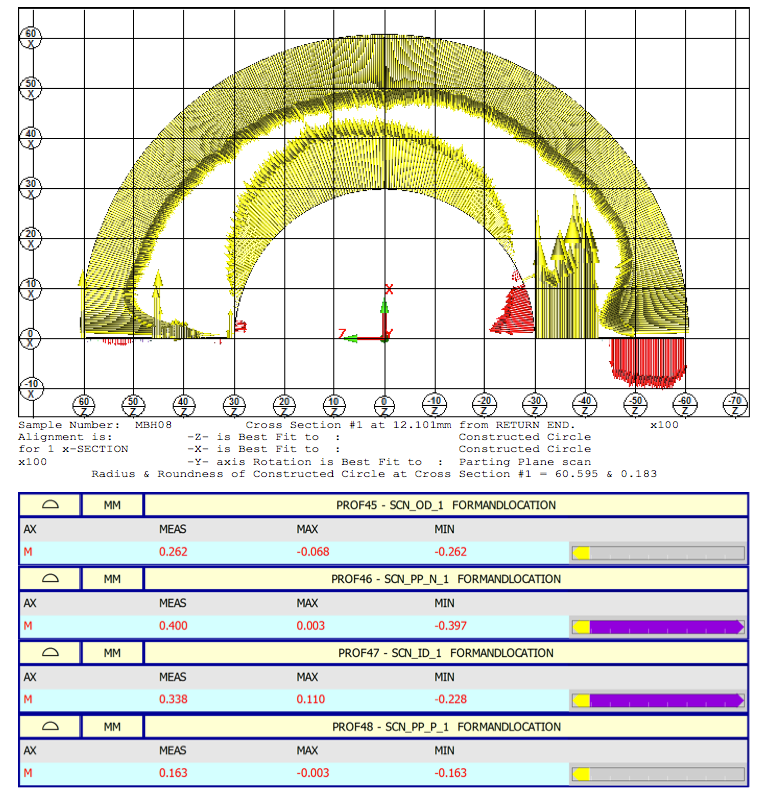 60
X
50
X
40
X
30
X
20
X
10
X
0
X
-10
X
X
Z
Y
60 50 40 30 20 10 0 -10 -20 -30 -40 -50 -60 -70
Z Z Z Z Z Z Z Z Z Z Z Z Z Z
Sample Number: MBH08 Cross Section #1 at 12.101mm from RETURN END. x100
Alignment is: -Z- is Best Fit to : Constructed Circle
for 1 x-SECTION -X- is Best Fit to : Constructed Circle
x100 -Y- axis Rotation is Best Fit to : Parting Plane scan
Radius & Roundness of Constructed Circle at Cross Section #1 = 60.595 & 0.183
MM PROF45 - SCN_OD_1 FORMANDLOCATION
AX MEAS MAX MIN
M 0.262 -0.068 -0.262
MM PROF46 - SCN_PP_N_1 FORMANDLOCATION
AX MEAS MAX MIN
M 0.400 0.003 -0.397
MM PROF47 - SCN_ID_1 FORMANDLOCATION
AX MEAS MAX MIN
M 0.338 0.110 -0.228
MM PROF48 - SCN_PP_P_1 FORMANDLOCATION
AX MEAS MAX MIN
M 0.163 -0.003 -0.163